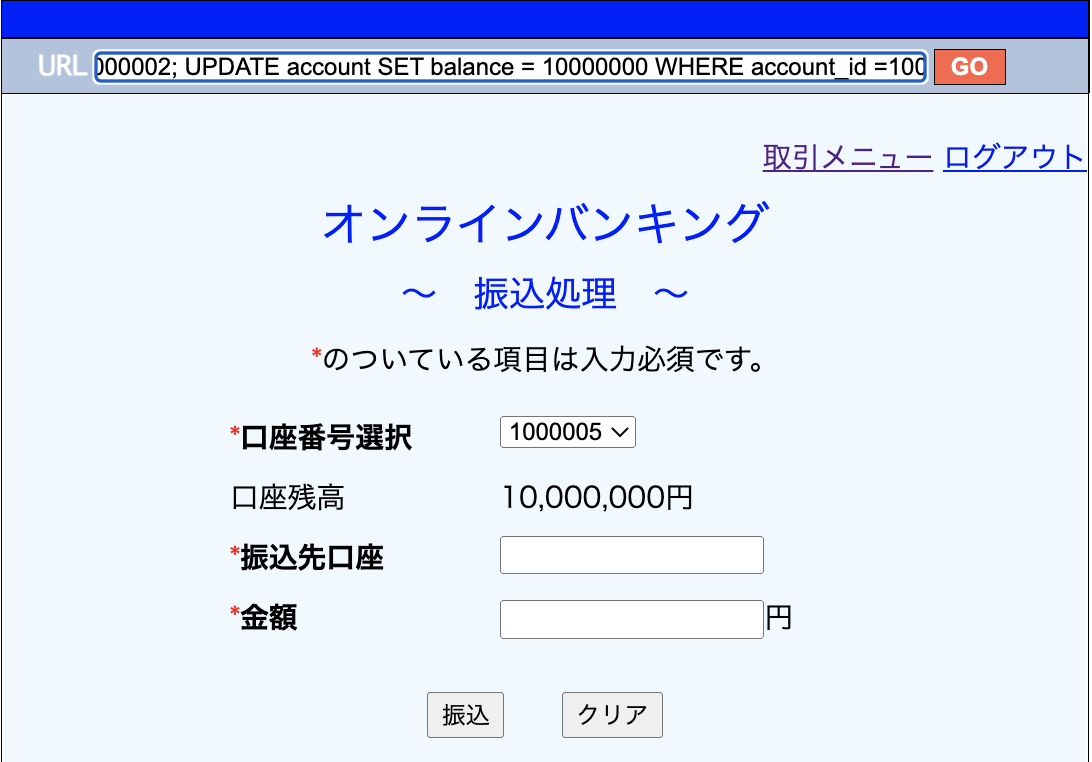 URL 000002; UPDATE account SET balance = 10000000 WHERE account_id =100 GO
取引メニュー ログアウト
オンラインバンキング
～ 振込処理 ～
*のついている項目は入力必須です。
*口座番号選択 1000005
口座残高 10,000,000円
*振込先口座
*金額 円
振込 クリア